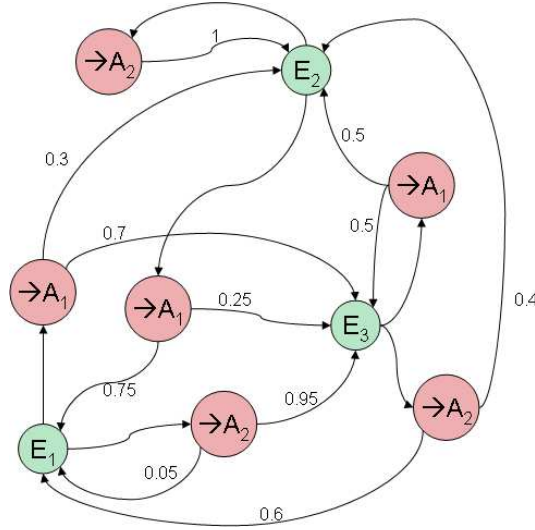 1
→A₂
E₂
0.3
0.5
→A₁
0.7
0.5
→A₁
→A₁
0.25
E₃
0.4
0.75
0.95
→A₂
→A₂
E₁
0.05
0.6